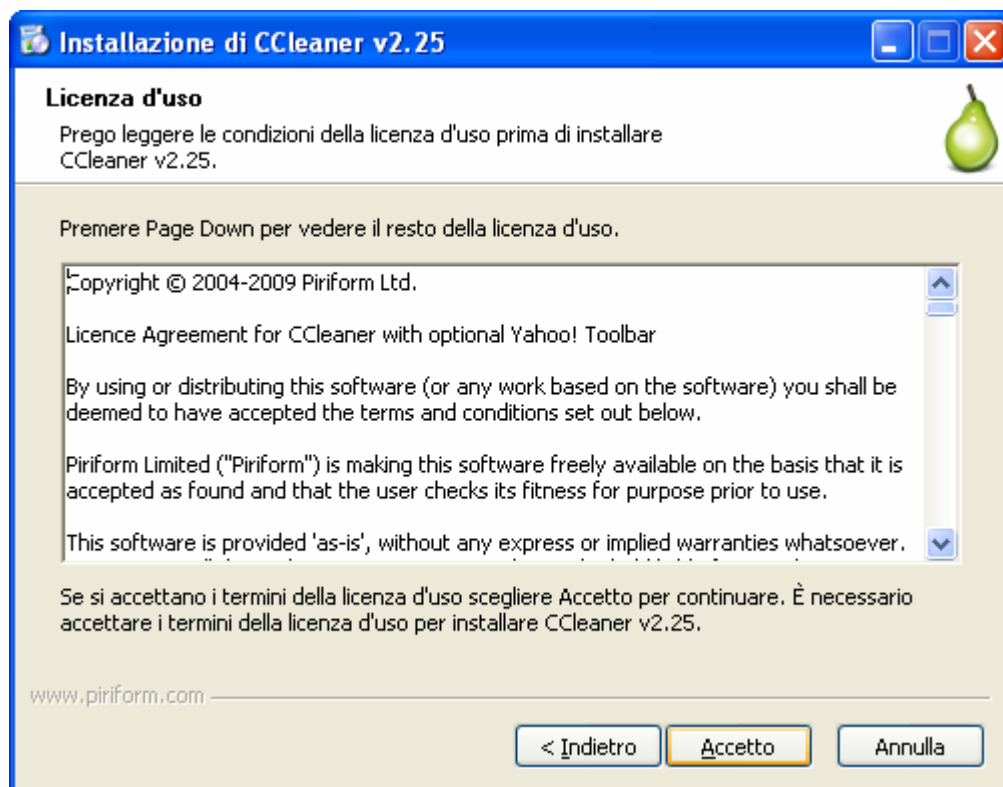 Installazione di CCleaner v2.25
Licenza d'uso
Prego leggere le condizioni della licenza d'uso prima di installare
CCleaner v2.25.
Premere Page Down per vedere il resto della licenza d'uso.
Copyright © 2004-2009 Piriform Ltd.
Licence Agreement for CCleaner with optional Yahoo! Toolbar
By using or distributing this software (or any work based on the software) you shall be
deemed to have accepted the terms and conditions set out below.
Piriform Limited ("Piriform") is making this software freely available on the basis that it is
accepted as found and that the user checks its fitness for purpose prior to use.
This software is provided 'as-is', without any express or implied warranties whatsoever.
Se si accettano i termini della licenza d'uso scegliere Accetto per continuare. È necessario
accettare i termini della licenza d'uso per installare CCleaner v2.25.
www.piriform.com
< Indietro
Accetto
Annulla